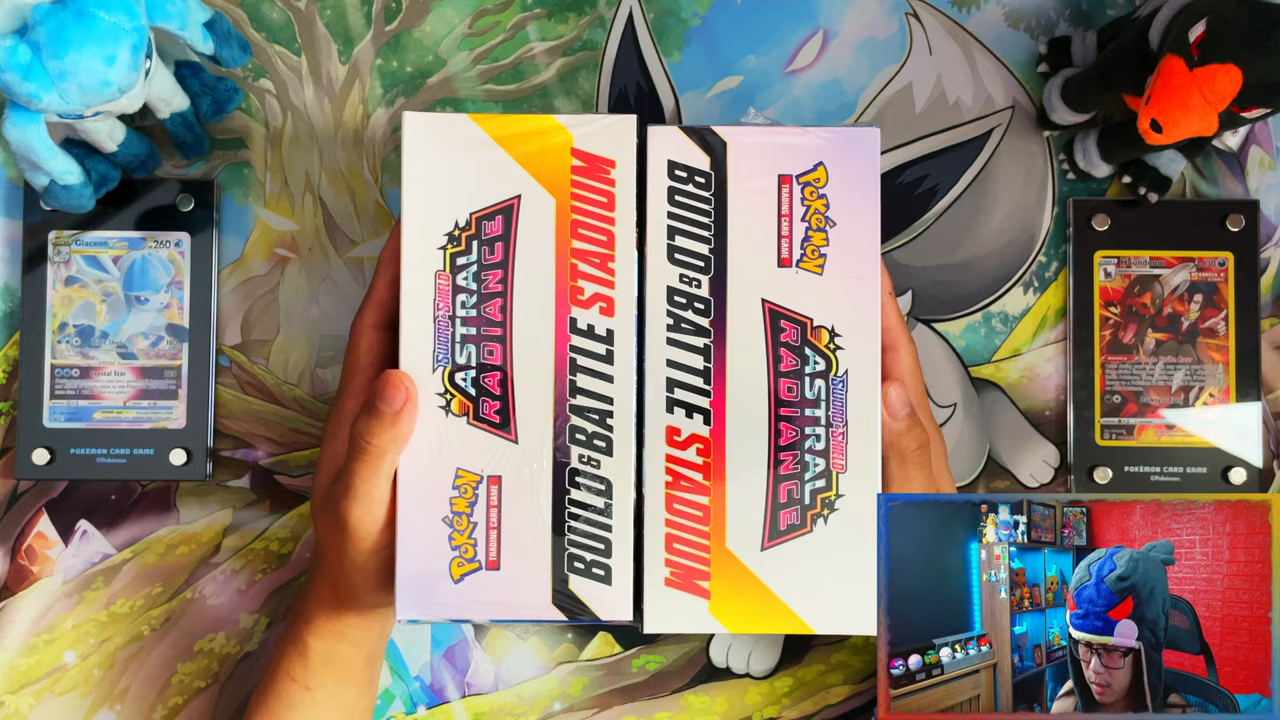 Glaceon
260
Crystal Star
POKÉMON CARD GAME
©Pokémon.
SWORD & SHIELD
ASTRAL
RADIANCE
Pokémon
TRADING CARD GAME
BUILD & BATTLE STADIUM
BUILD & BATTLE STADIUM
Pokémon
TRADING CARD GAME
SWORD & SHIELD
ASTRAL
RADIANCE
Houndoom
130
POKÉMON CARD GAME
©Pokémon.